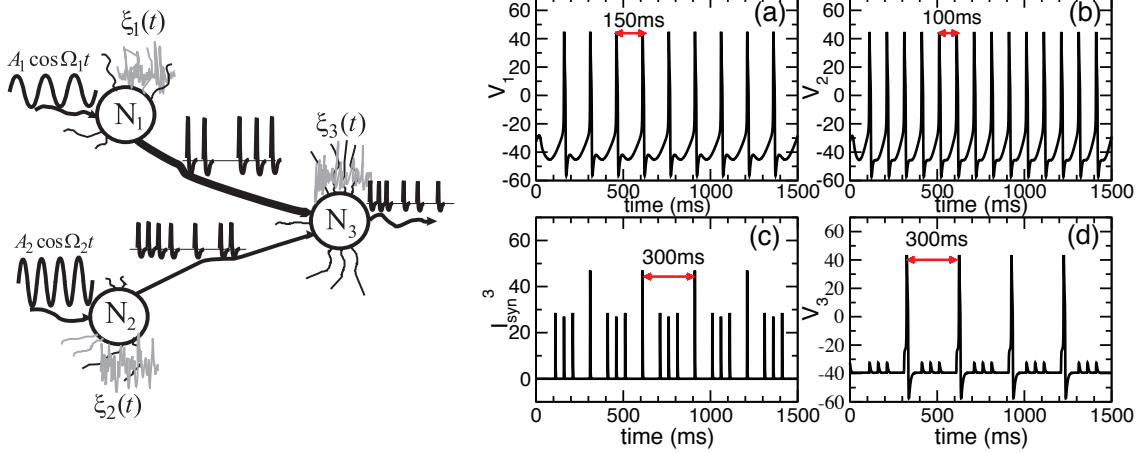 ξ₁(t)
A₁ cos Ω₁t
N₁
ξ₃(t)
N₃
A₂ cos Ω₂t
N₂
ξ₂(t)
(a)
150ms
V₁
60
40
20
0
-20
-40
-60
0 500 1000 1500
time (ms)
(b)
100ms
V₂
60
40
20
0
-20
-40
-60
0 500 1000 1500
time (ms)
(c)
300ms
I_syn³
60
40
20
0
0 500 1000 1500
time (ms)
(d)
300ms
V₃
60
40
20
0
-20
-40
-60
0 500 1000 1500
time (ms)